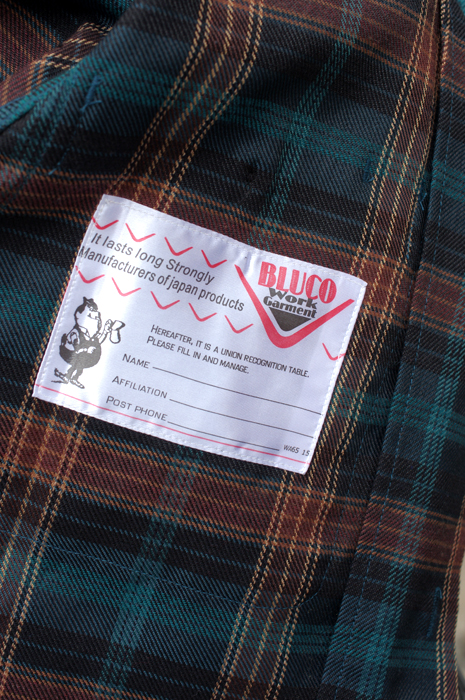 It lasts long Strongly
Manufacturers of japan products
BLUCO
Work
Garment
HEREAFTER, IT IS A UNION RECOGNITION TABLE.
PLEASE FILL IN AND MANAGE.
NAME
AFFILIATION
POST PHONE
WA65 15